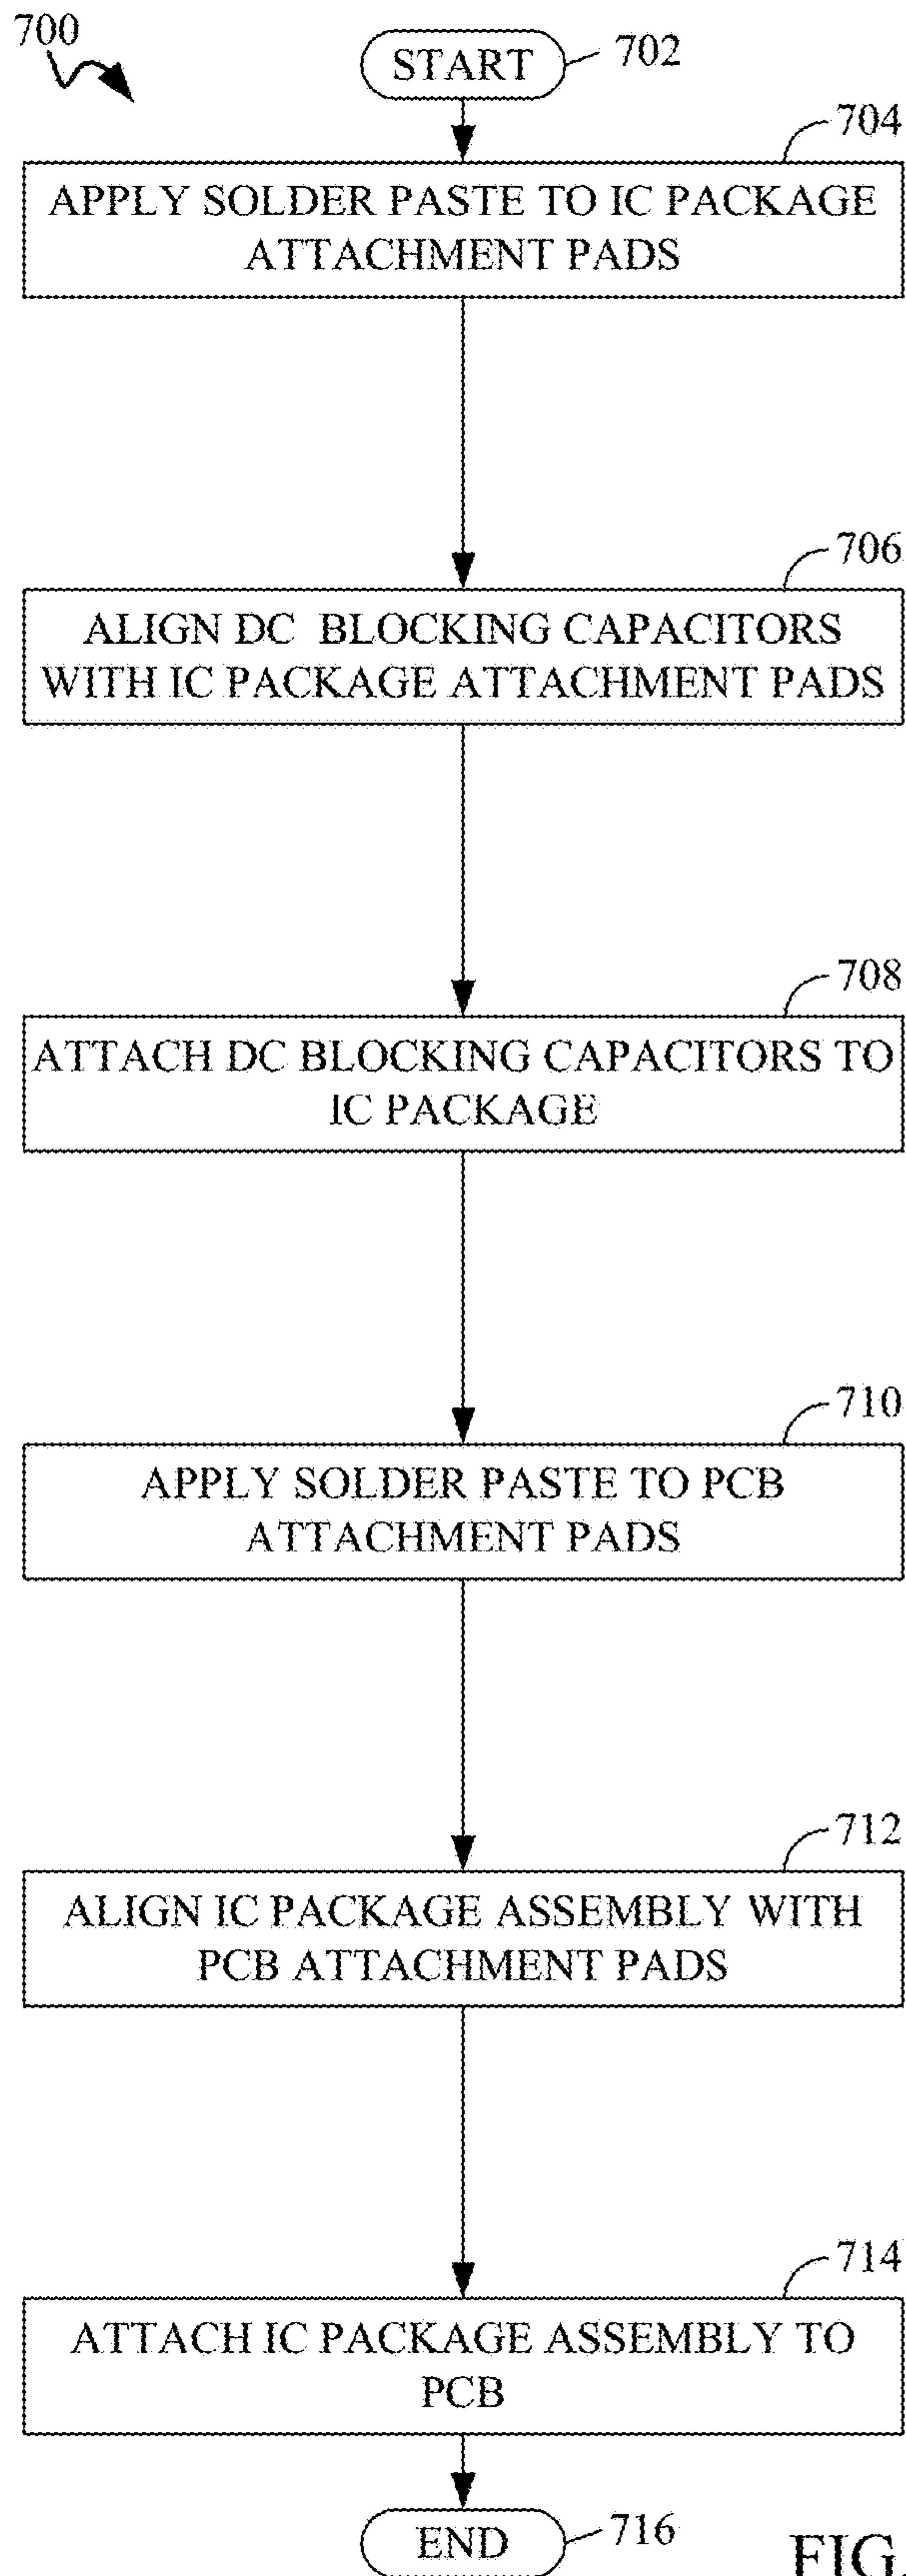 700
START
702
704
APPLY SOLDER PASTE TO IC PACKAGE
ATTACHMENT PADS
706
ALIGN DC BLOCKING CAPACITORS
WITH IC PACKAGE ATTACHMENT PADS
708
ATTACH DC BLOCKING CAPACITORS TO
IC PACKAGE
710
APPLY SOLDER PASTE TO PCB
ATTACHMENT PADS
712
ALIGN IC PACKAGE ASSEMBLY WITH
PCB ATTACHMENT PADS
714
ATTACH IC PACKAGE ASSEMBLY TO
PCB
END
716
FIG.